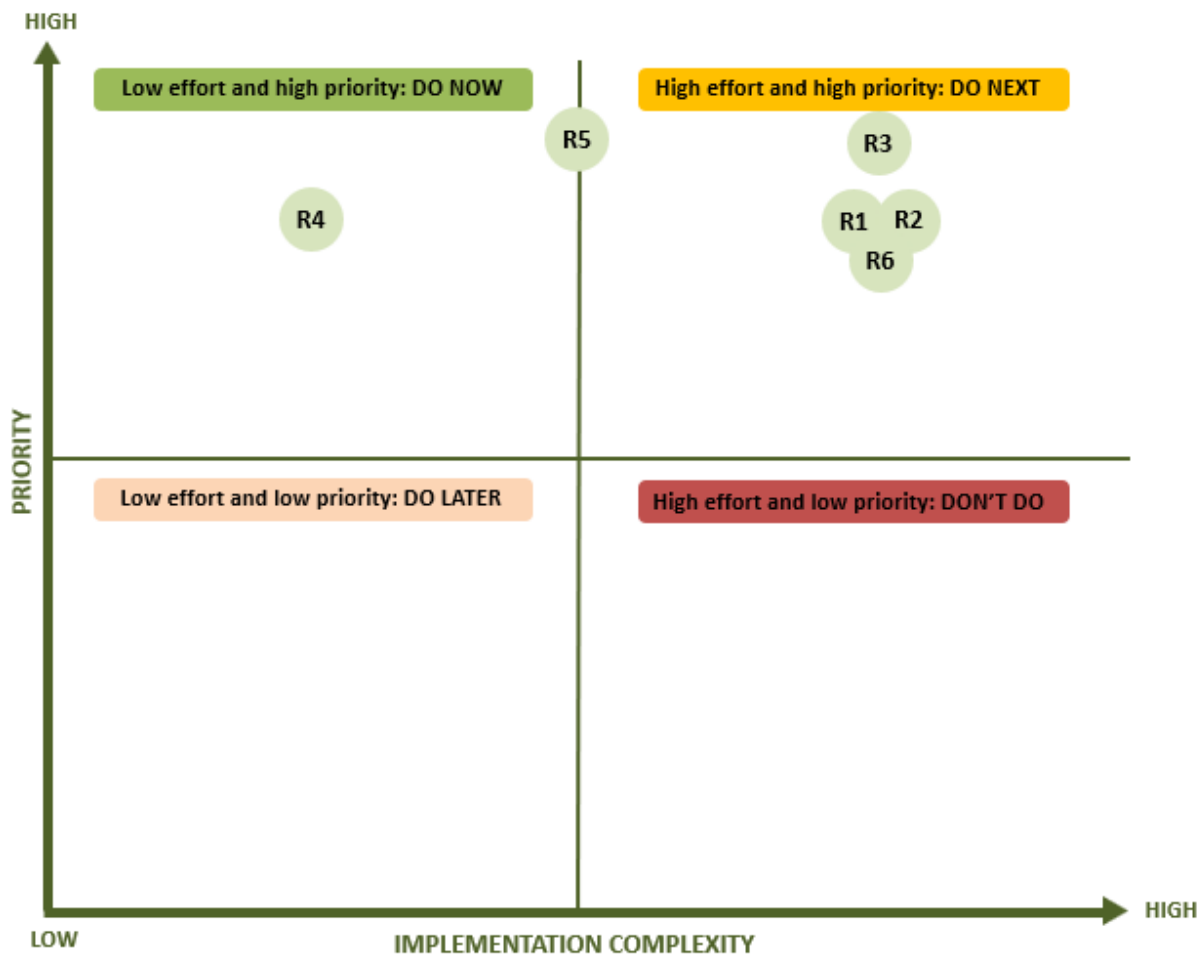 HIGH
Low effort and high priority: DO NOW
High effort and high priority: DO NEXT
R5
R3
R4
R1
R2
R6
PRIORITY
Low effort and low priority: DO LATER
High effort and low priority: DON'T DO
HIGH
LOW
IMPLEMENTATION COMPLEXITY